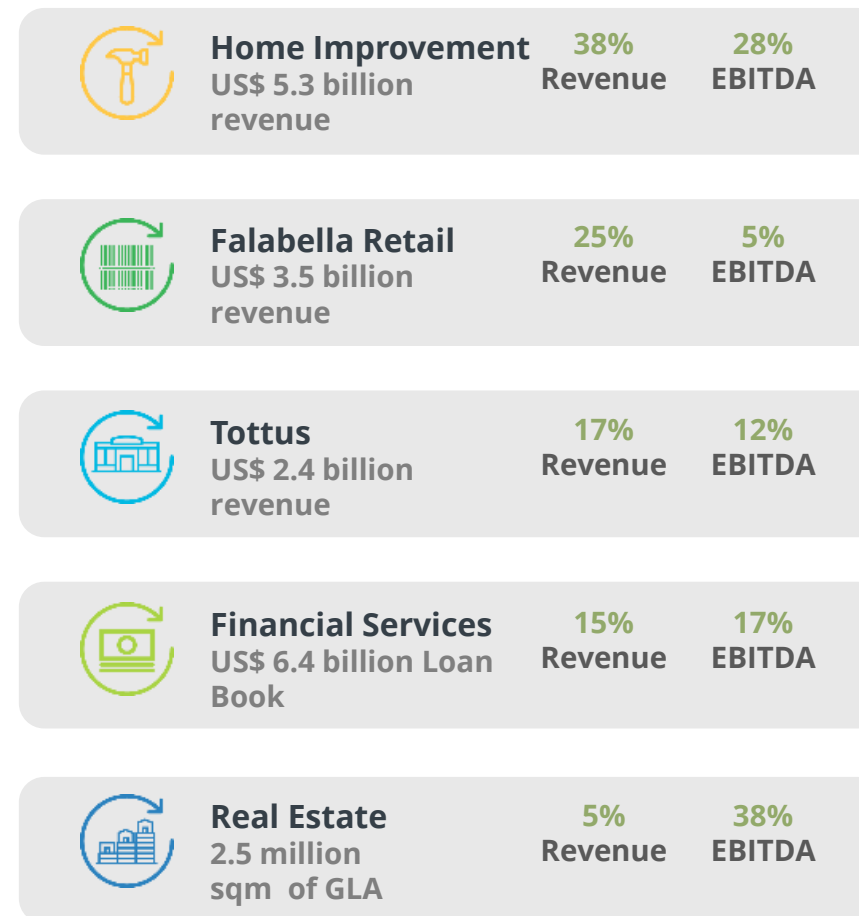 Home Improvement
US$ 5.3 billion
revenue
38%
Revenue
28%
EBITDA
Falabella Retail
US$ 3.5 billion
revenue
25%
Revenue
5%
EBITDA
Tottus
US$ 2.4 billion
revenue
17%
Revenue
12%
EBITDA
Financial Services
US$ 6.4 billion Loan
Book
15%
Revenue
17%
EBITDA
Real Estate
2.5 million
sqm of GLA
5%
Revenue
38%
EBITDA